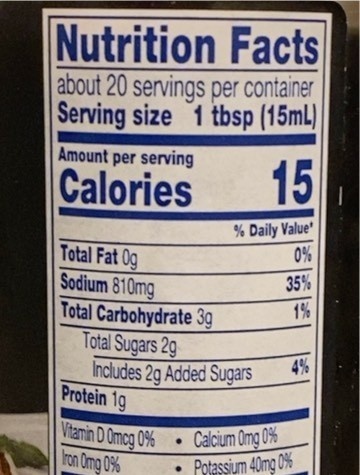 Nutrition Facts
about 20 servings per container
Serving size 1 tbsp (15mL)
Amount per serving
Calories 15
% Daily Value*
Total Fat 0g 0%
Sodium 810mg 35%
Total Carbohydrate 3g 1%
Total Sugars 2g
Includes 2g Added Sugars 4%
Protein 1g
Vitamin D 0mcg 0% • Calcium 0mg 0%
Iron 0mg 0% • Potassium 40mg 0%